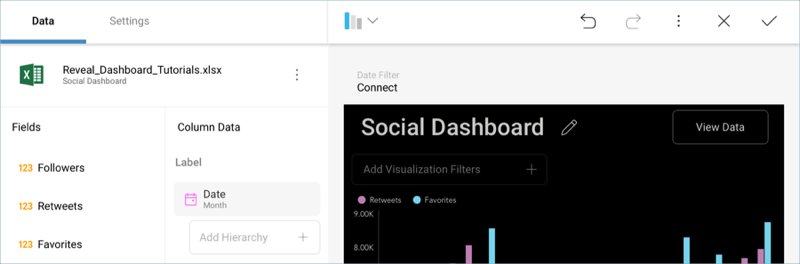 Data
Settings
Reveal_Dashboard_Tutorials.xlsx
Social Dashboard
Fields
123 Followers
123 Retweets
123 Favorites
Column Data
Label
Date
Month
Add Hierarchy
Date Filter
Connect
Social Dashboard
View Data
Add Visualization Filters
Retweets
Favorites
9.00K
8.00K